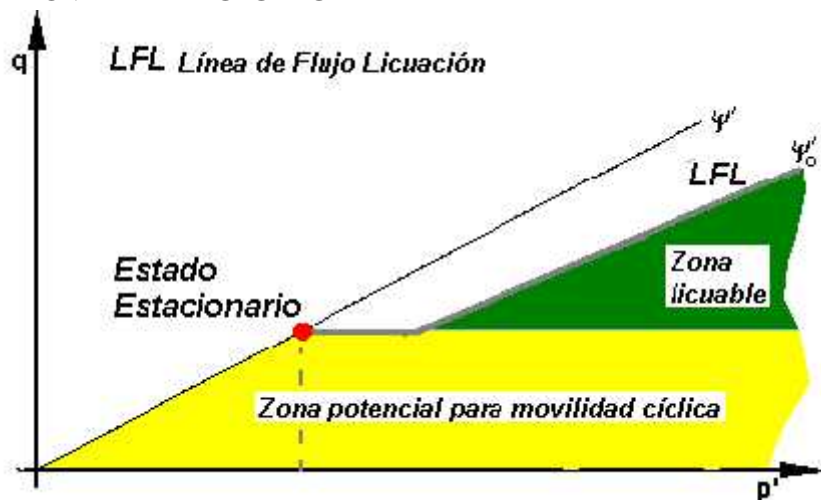 q
LFL Línea de Flujo Licuación
Ψ'
Ψ'o
LFL
Estado
Estacionario
Zona
licuable
Zona potencial para movilidad cíclica
p'